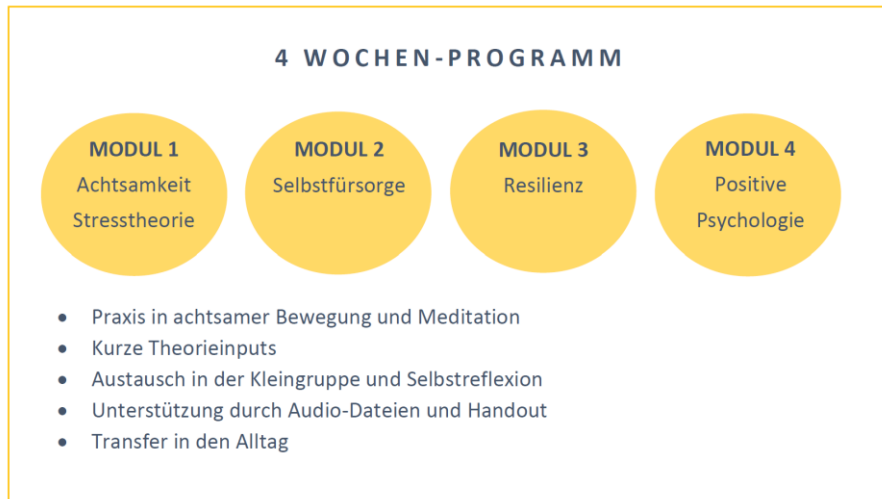 4 WOCHEN-PROGRAMM
MODUL 1
Achtsamkeit
Stresstheorie
MODUL 2
Selbstfürsorge
MODUL 3
Resilienz
MODUL 4
Positive
Psychologie
• Praxis in achtsamer Bewegung und Meditation
• Kurze Theorieinputs
• Austausch in der Kleingruppe und Selbstreflexion
• Unterstützung durch Audio-Dateien und Handout
• Transfer in den Alltag